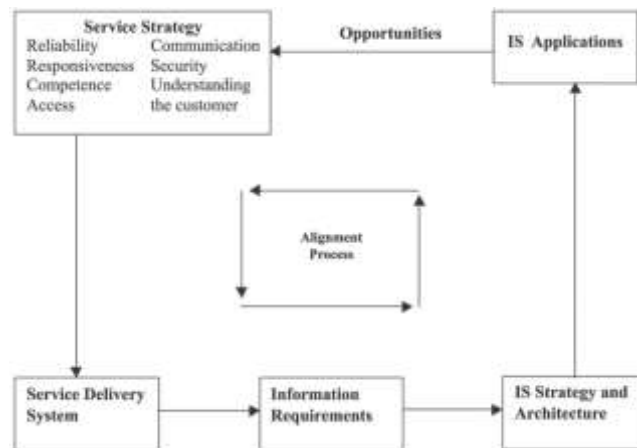 Service Strategy
Reliability Communication
Responsiveness Security
Competence Understanding
Access the customer
Opportunities
IS Applications
Alignment
Process
Service Delivery
System
Information
Requirements
IS Strategy and
Architecture